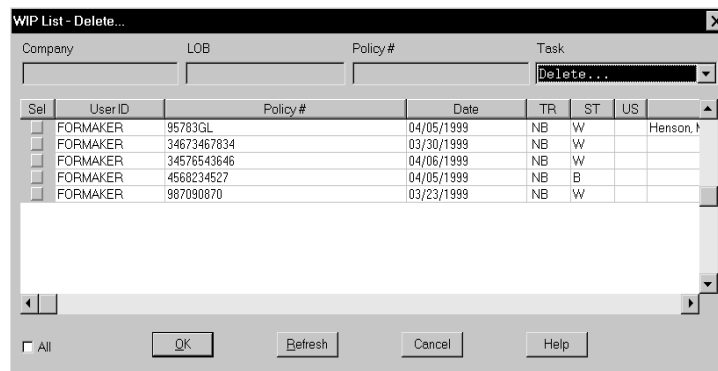 WIP List - Delete...
Company LOB Policy # Task
Delete...
Sel User ID Policy # Date TR ST US
FORMAKER 95783GL 04/05/1999 NB W Henson,
FORMAKER 34673467834 03/30/1999 NB W
FORMAKER 34576543646 04/06/1999 NB W
FORMAKER 4568234527 04/05/1999 NB B
FORMAKER 987090870 03/23/1999 NB W
All OK Refresh Cancel Help